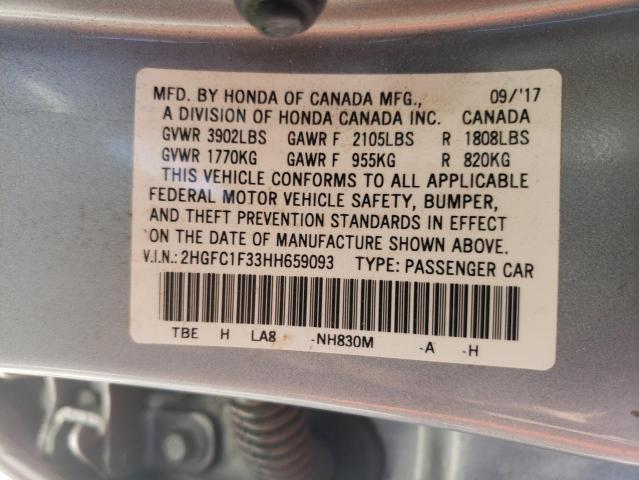 MFD. BY HONDA OF CANADA MFG., 09/'17
A DIVISION OF HONDA CANADA INC. CANADA
GVWR 3902LBS GAWR F 2105LBS R 1808LBS
GVWR 1770KG GAWR F 955KG R 820KG
THIS VEHICLE CONFORMS TO ALL APPLICABLE
FEDERAL MOTOR VEHICLE SAFETY, BUMPER,
AND THEFT PREVENTION STANDARDS IN EFFECT
ON THE DATE OF MANUFACTURE SHOWN ABOVE.
V.I.N.: 2HGFC1F33HH659093 TYPE: PASSENGER CAR
TBE H LA8 -NH830M -A -H